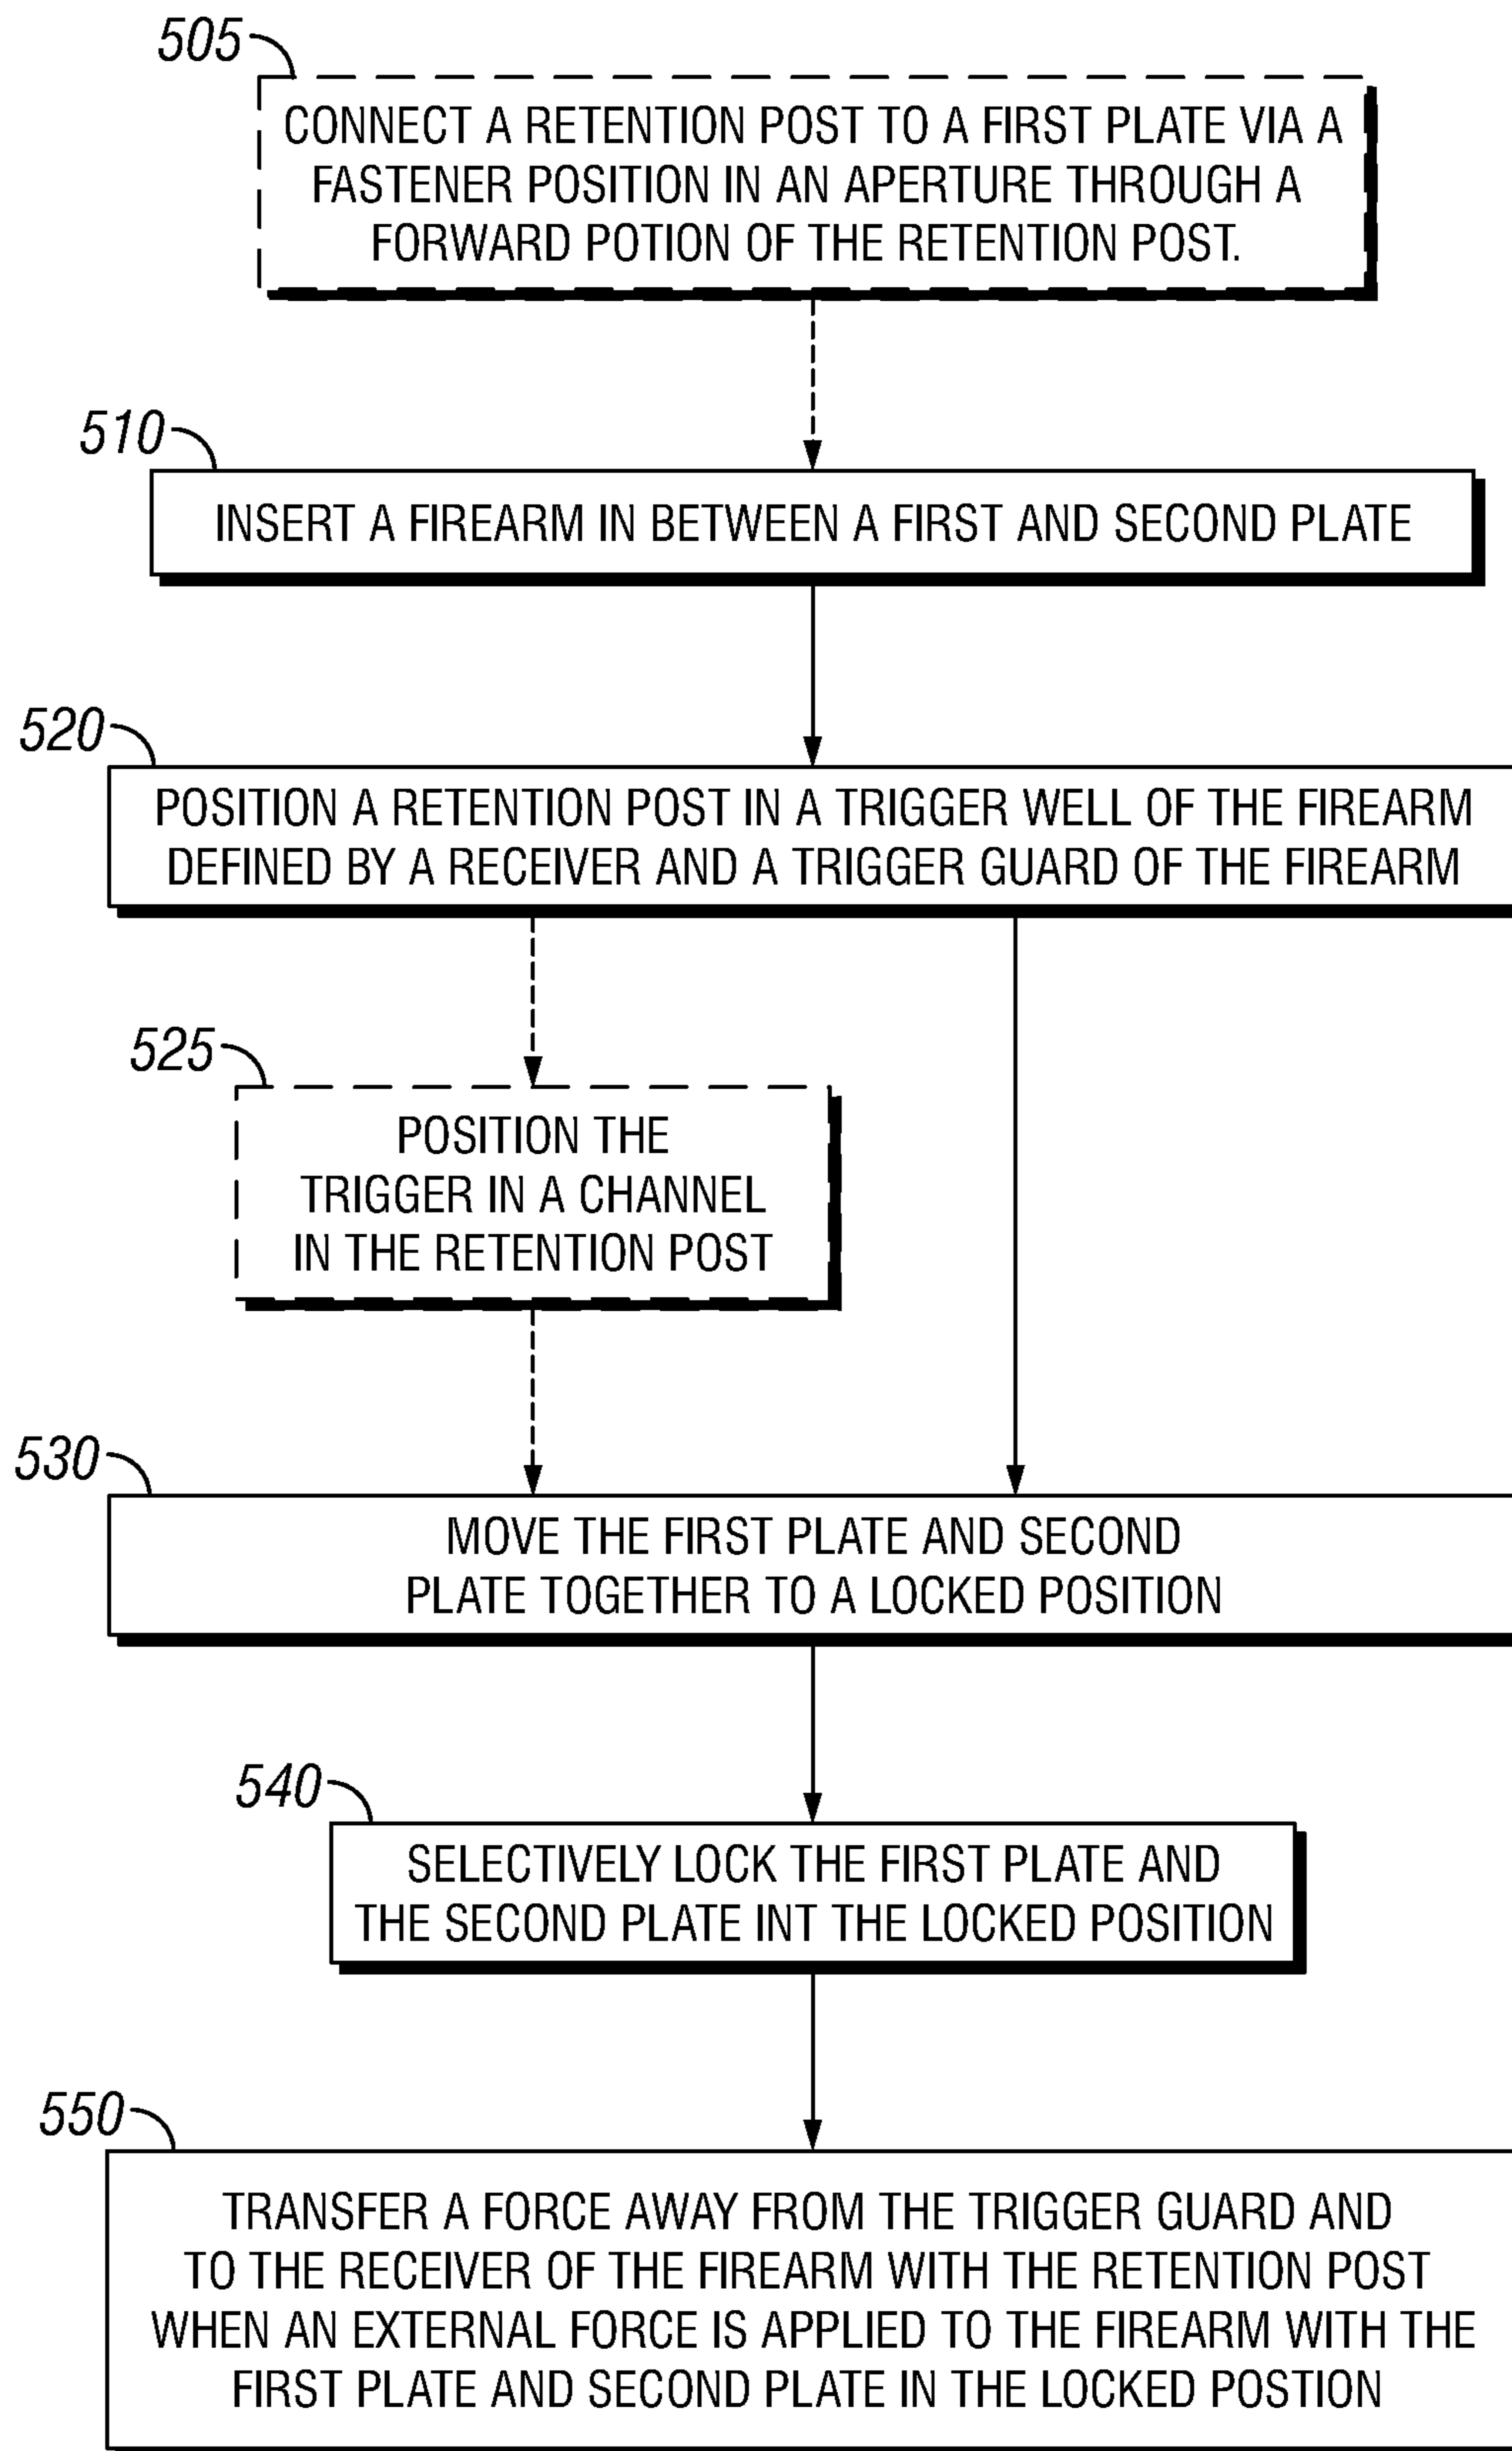 505
CONNECT A RETENTION POST TO A FIRST PLATE VIA A
FASTENER POSITION IN AN APERTURE THROUGH A
FORWARD POTION OF THE RETENTION POST.
510
INSERT A FIREARM IN BETWEEN A FIRST AND SECOND PLATE
520
POSITION A RETENTION POST IN A TRIGGER WELL OF THE FIREARM
DEFINED BY A RECEIVER AND A TRIGGER GUARD OF THE FIREARM
525
POSITION THE
TRIGGER IN A CHANNEL
IN THE RETENTION POST
530
MOVE THE FIRST PLATE AND SECOND
PLATE TOGETHER TO A LOCKED POSITION
540
SELECTIVELY LOCK THE FIRST PLATE AND
THE SECOND PLATE INT THE LOCKED POSITION
550
TRANSFER A FORCE AWAY FROM THE TRIGGER GUARD AND
TO THE RECEIVER OF THE FIREARM WITH THE RETENTION POST
WHEN AN EXTERNAL FORCE IS APPLIED TO THE FIREARM WITH THE
FIRST PLATE AND SECOND PLATE IN THE LOCKED POSTION